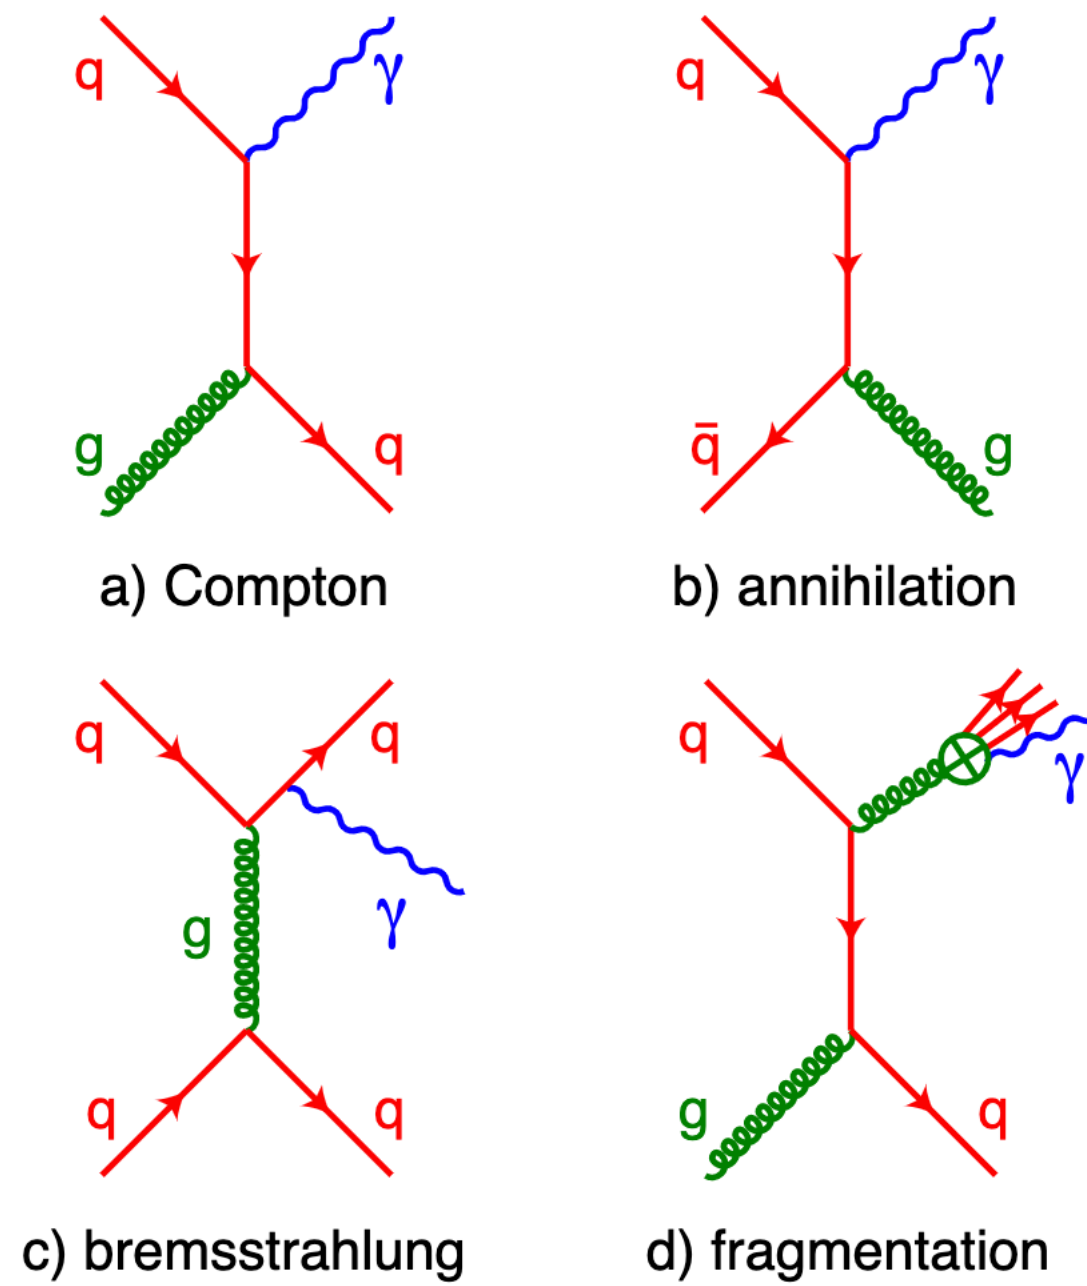 q γ q γ
g q q̄ g
a) Compton b) annihilation
q q q γ
g γ
q q g q
c) bremsstrahlung d) fragmentation